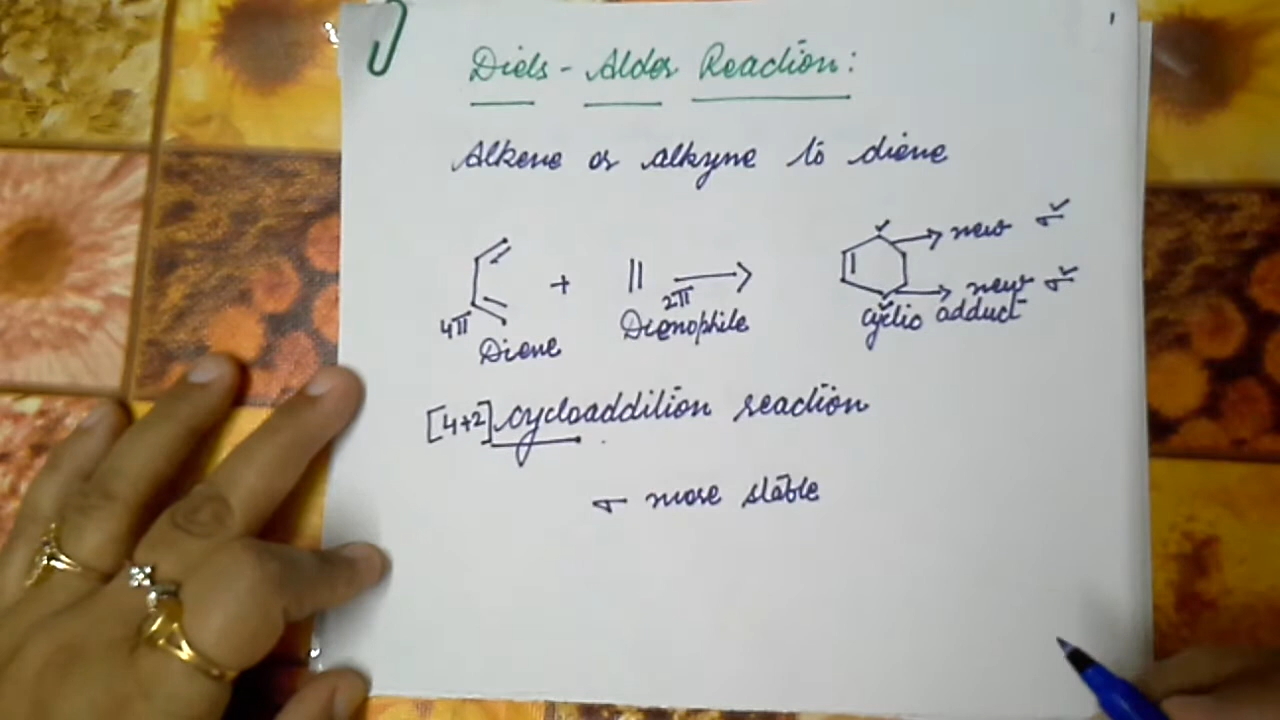 Diels - Alder Reaction:
Alkene or alkyne to diene
4π Diene + 2π Dienophile → cyclic adduct
→ new σ
→ new σ
[4+2] cycloaddition reaction
σ more stable